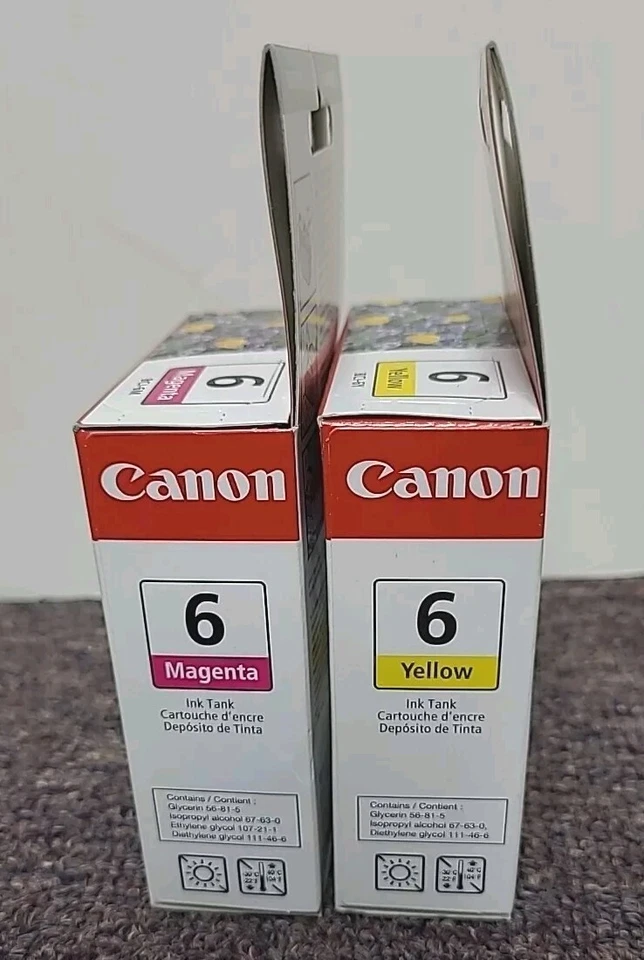 6
Magenta
BCI-6M
Canon
6
Magenta
Ink Tank
Cartouche d'encre
Depósito de Tinta
Contains / Contient :
Glycerin 56-81-5
Isopropyl alcohol 67-63-0
Ethylene glycol 107-21-1
Diethylene glycol 111-46-6
6
Yellow
BCI-6Y
Canon
6
Yellow
Ink Tank
Cartouche d'encre
Depósito de Tinta
Contains / Contient :
Glycerin 56-81-5
Isopropyl alcohol 67-63-0,
Diethylene glycol 111-46-6